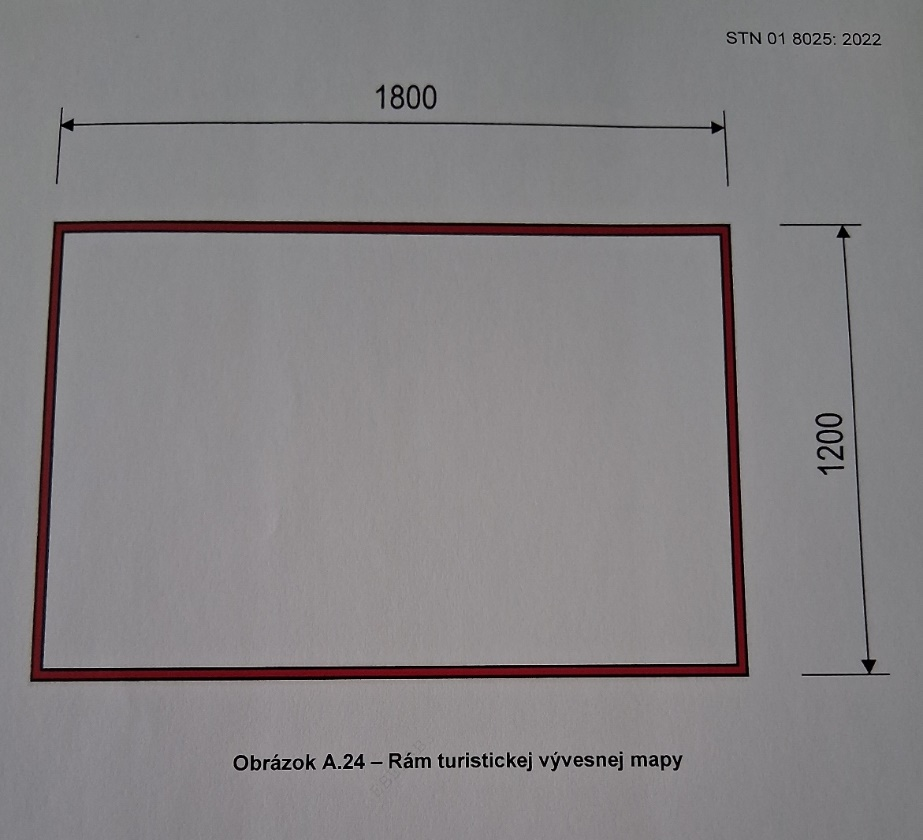 STN 01 8025: 2022
1800
1200
Obrázok A.24 – Rám turistickej vývesnej mapy